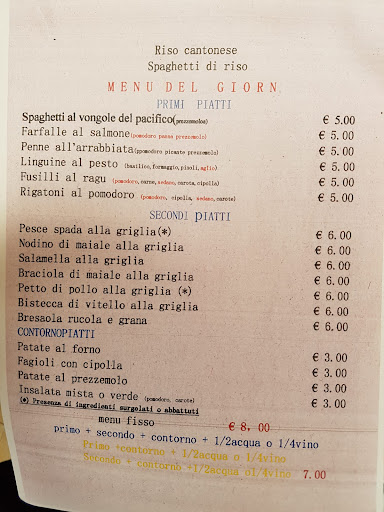 Riso cantonese
Spaghetti di riso
MENU DEL GIORN
PRIMI PIATTI
Spaghetti al vongole del pacifico(prezzemoloa) € 5.00
Farfalle al salmone(pomodoro panna prezzemolo) € 5.00
Penne all'arrabbiata(ppomodoro picante prezzemolo) € 5.00
Linguine al pesto (basilico,formaggio,pisoli,aglio) € 5.00
Fusilli al ragu (pomodoro,carne,sedano,carota,cipolla) € 5.00
Rigatoni al pomodoro (pomodoro, cipolla, sedano,carote) € 5.00
SECONDI PIATTI
Pesce spada alla griglia(*) € 6.00
Nodino di maiale alla griglia € 6.00
Salamella alla griglia € 6.00
Braciola di maiale alla griglia € 6.00
Petto di pollo alla griglia (*) € 6.00
Bistecca di vitello alla griglia € 6.00
Bresaola rucola e grana € 6.00
CONTORNOPIATTI
Patate al forno € 3.00
Fagioli con cipolla € 3.00
Patate al prezzemolo € 3.00
Insalata mista o verde (pomodoro, carote) € 3.00
(*) Presenza di ingredienti surgelati o abbattuti
menu fisso € 8, 00
primo + secondo + contorno + 1/2acqua o 1/4vino
Primo +contorno + 1/2acqua o 1/4vino
Secondo + contorno +1/2acqua o1/4vino 7.00